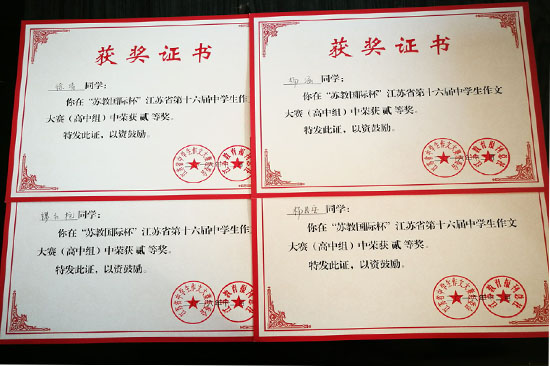 获奖证书
同学：
你在“苏教国际杯”江苏省第十六届中学生作文
大赛（高中组）中荣获 贰 等奖。
特发此证，以资鼓励。
获奖证书
同学：
你在“苏教国际杯”江苏省第十六届中学生作文
大赛（高中组）中荣获 贰 等奖。
特发此证，以资鼓励。
同学：
你在“苏教国际杯”江苏省第十六届中学生作文
大赛（高中组）中荣获 贰 等奖。
特发此证，以资鼓励。
同学：
你在“苏教国际杯”江苏省第十六届中学生作文
大赛（高中组）中荣获 贰 等奖。
特发此证，以资鼓励。